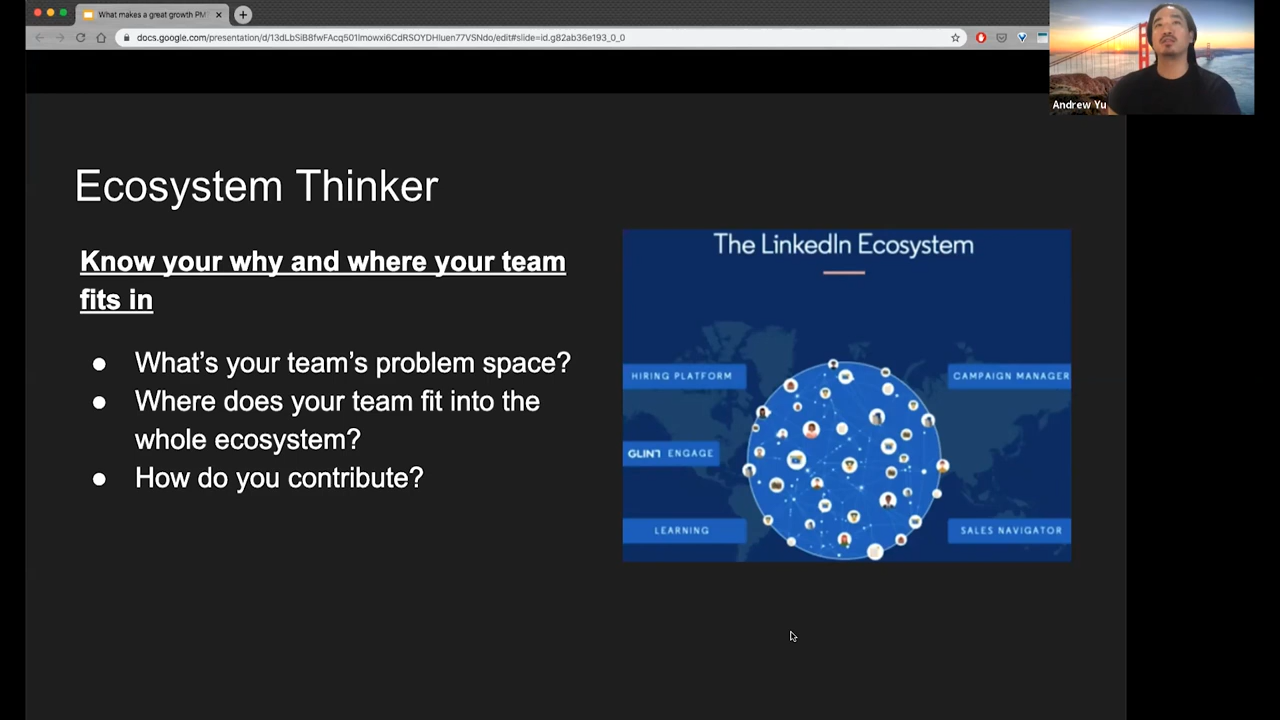 What makes a great growth PM
docs.google.com/presentation/d/13dLbSiB8fwFAcq501lmowxi6CdRSOYDHluen77VSNdo/edit#slide=id.g82ab36e193_0_0
Andrew Yu
Ecosystem Thinker
Know your why and where your team
fits in
● What’s your team’s problem space?
● Where does your team fit into the
whole ecosystem?
● How do you contribute?
The LinkedIn Ecosystem
HIRING PLATFORM
CAMPAIGN MANAGER
GLINT ENGAGE
LEARNING
SALES NAVIGATOR